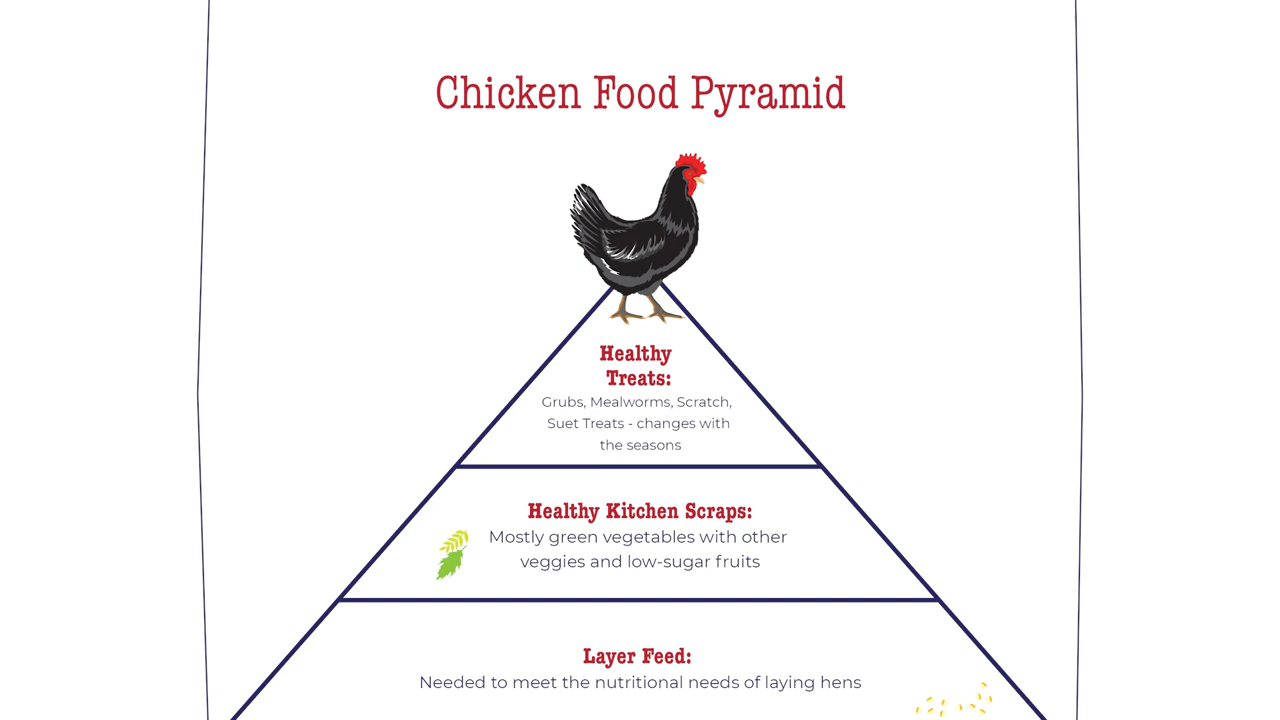 Chicken Food Pyramid
Healthy
Treats:
Grubs, Mealworms, Scratch,
Suet Treats - changes with
the seasons
Healthy Kitchen Scraps:
Mostly green vegetables with other
veggies and low-sugar fruits
Layer Feed:
Needed to meet the nutritional needs of laying hens